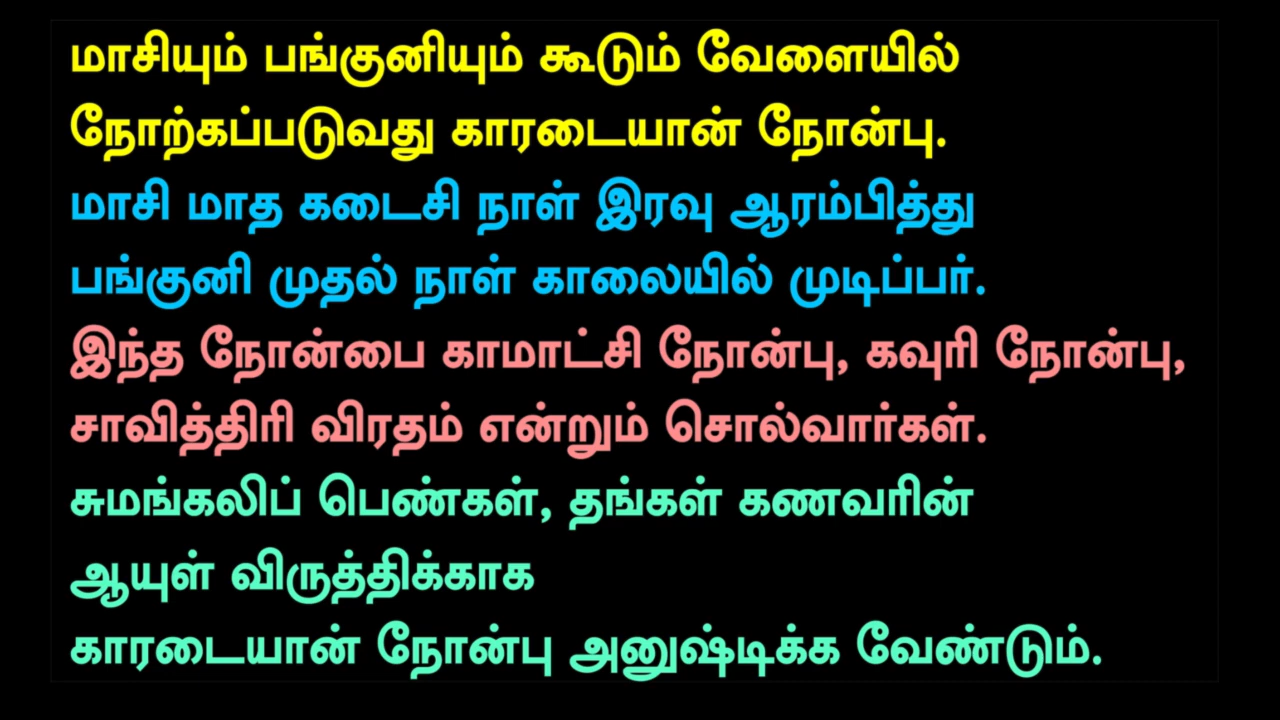 மாசியும் பங்குனியும் கூடும் வேளையில்
நோற்கப்படுவது காரடையான் நோன்பு.
மாசி மாத கடைசி நாள் இரவு ஆரம்பித்து
பங்குனி முதல் நாள் காலையில் முடிப்பர்.
இந்த நோன்பை காமாட்சி நோன்பு, கவுரி நோன்பு,
சாவித்திரி விரதம் என்றும் சொல்வார்கள்.
சுமங்கலிப் பெண்கள், தங்கள் கணவரின்
ஆயுள் விருத்திக்காக
காரடையான் நோன்பு அனுஷ்டிக்க வேண்டும்.